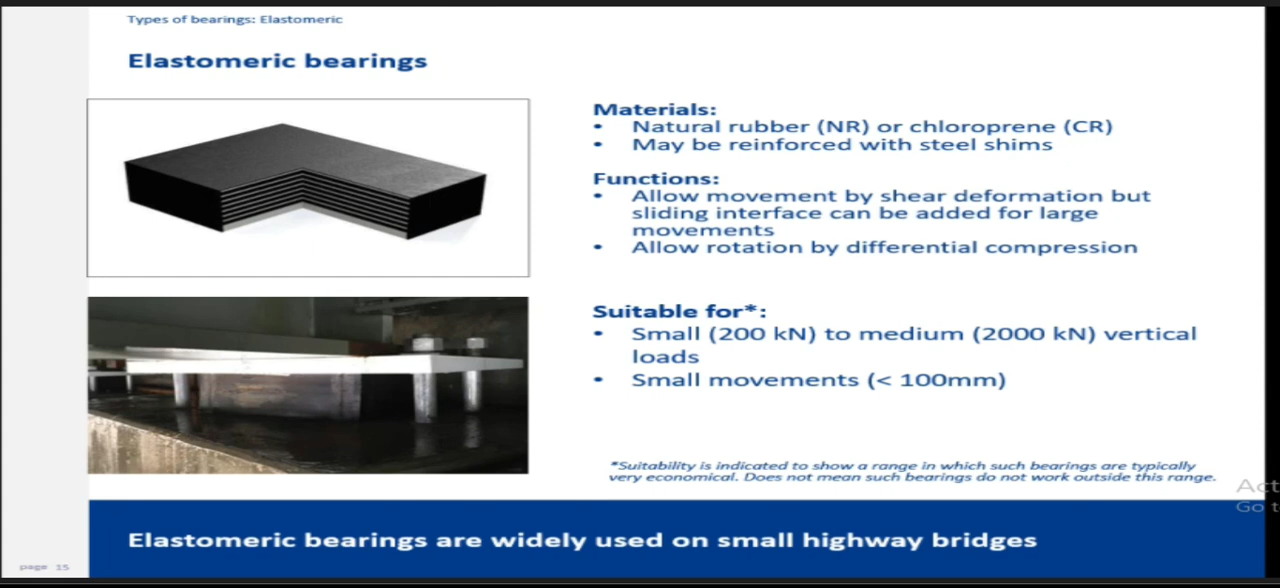 Types of bearings: Elastomeric
Elastomeric bearings
Materials:
• Natural rubber (NR) or chloroprene (CR)
• May be reinforced with steel shims
Functions:
• Allow movement by shear deformation but
sliding interface can be added for large
movements
• Allow rotation by differential compression
Suitable for*:
• Small (200 kN) to medium (2000 kN) vertical
loads
• Small movements (< 100mm)
*Suitability is indicated to show a range in which such bearings are typically
very economical. Does not mean such bearings do not work outside this range.
Act
Go t
Elastomeric bearings are widely used on small highway bridges
page 15